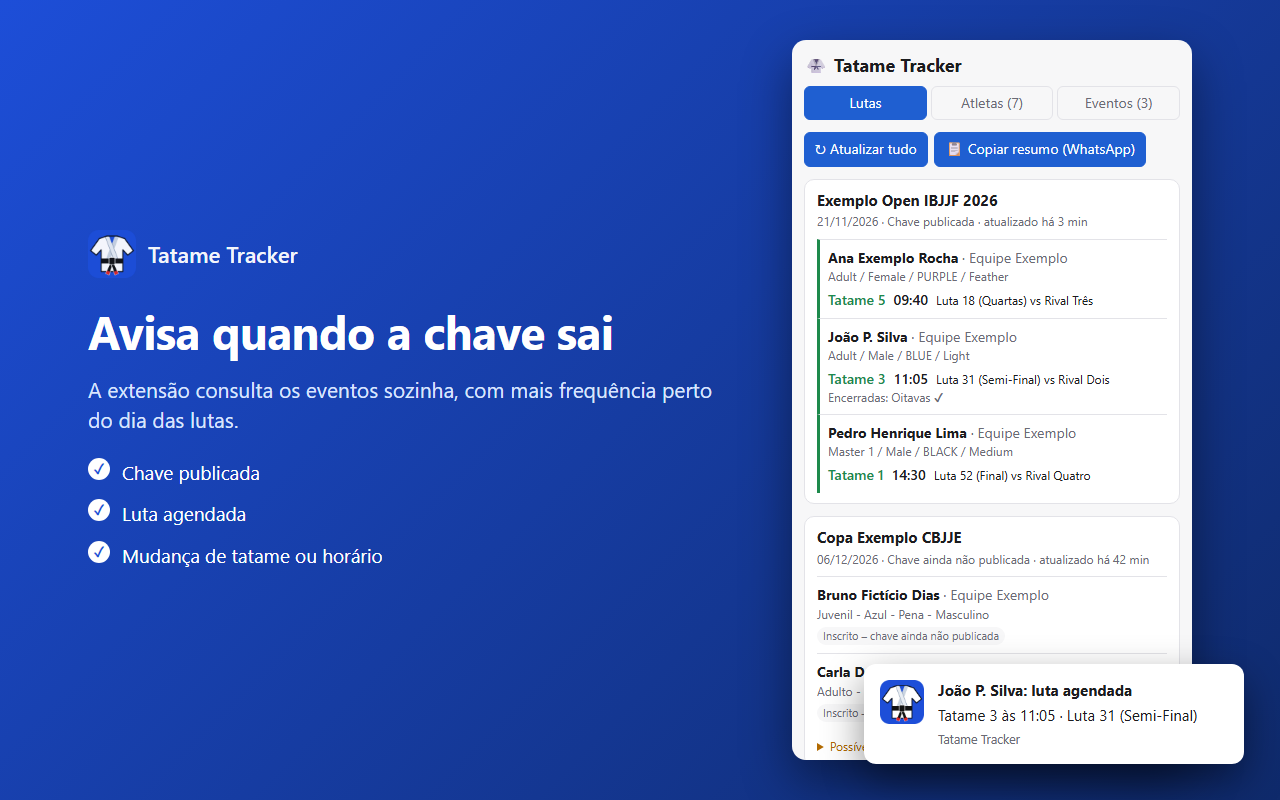 Tatame Tracker
Avisa quando a chave sai
A extensão consulta os eventos sozinha, com mais frequência perto
do dia das lutas.
Chave publicada
Luta agendada
Mudança de tatame ou horário
Tatame Tracker
Lutas
Atletas (7)
Eventos (3)
↻ Atualizar tudo
Copiar resumo (WhatsApp)
Exemplo Open IBJJF 2026
21/11/2026 · Chave publicada · atualizado há 3 min
Ana Exemplo Rocha · Equipe Exemplo
Adult / Female / PURPLE / Feather
Tatame 5 09:40 Luta 18 (Quartas) vs Rival Três
João P. Silva · Equipe Exemplo
Adult / Male / BLUE / Light
Tatame 3 11:05 Luta 31 (Semi-Final) vs Rival Dois
Encerradas: Oitavas ✓
Pedro Henrique Lima · Equipe Exemplo
Master 1 / Male / BLACK / Medium
Tatame 1 14:30 Luta 52 (Final) vs Rival Quatro
Copa Exemplo CBJJE
06/12/2026 · Chave ainda não publicada · atualizado há 42 min
Bruno Fictício Dias · Equipe Exemplo
Juvenil - Azul - Pena - Masculino
Inscrito – chave ainda não publicada
Carla
Adulto -
Inscrito –
João P. Silva: luta agendada
Tatame 3 às 11:05 · Luta 31 (Semi-Final)
Tatame Tracker